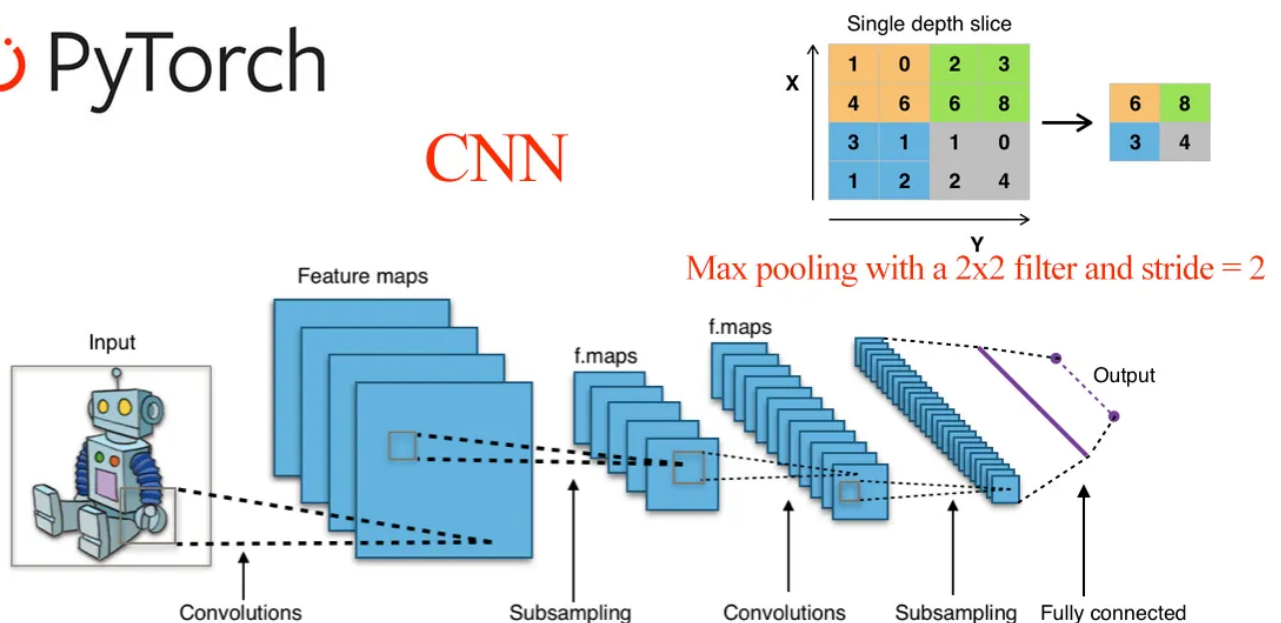 PyTorch
CNN
Single depth slice
X
1 0 2 3
4 6 6 8
3 1 1 0
1 2 2 4
6 8
3 4
Y
Max pooling with a 2x2 filter and stride = 2
Input
Feature maps
f.maps
f.maps
Output
Convolutions
Subsampling
Convolutions
Subsampling
Fully connected